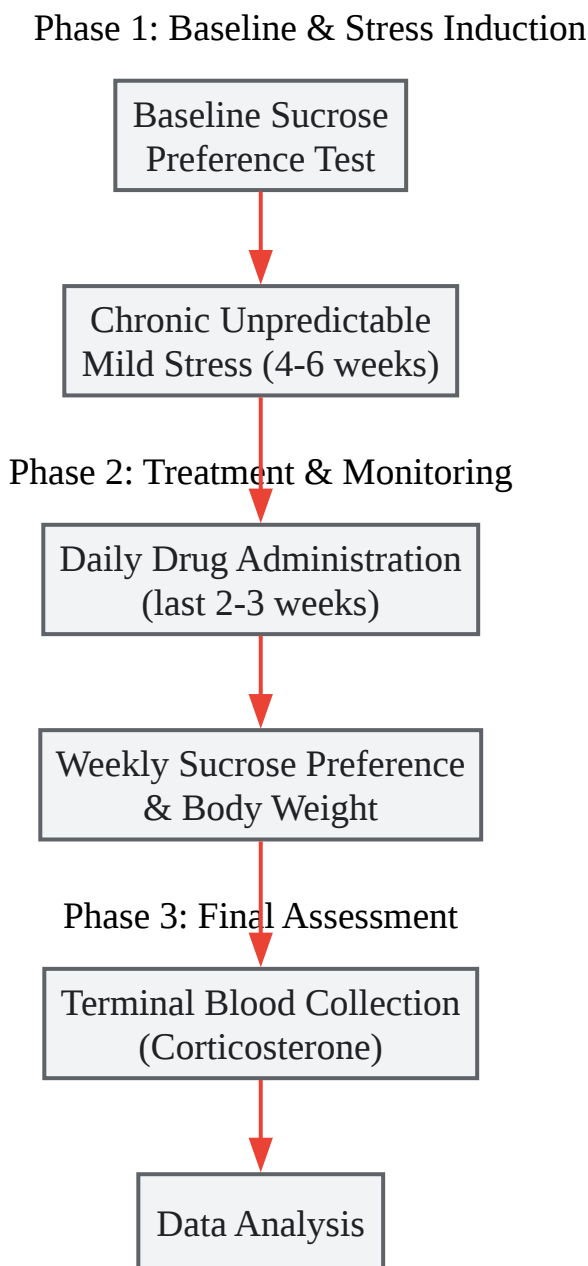 Phase 1: Baseline & Stress Induction
Baseline Sucrose
Preference Test
Chronic Unpredictable
Mild Stress (4-6 weeks)
Phase 2: Treatment & Monitoring
Daily Drug Administration
(last 2-3 weeks)
Weekly Sucrose Preference
& Body Weight
Phase 3: Final Assessment
Terminal Blood Collection
(Corticosterone)
Data Analysis